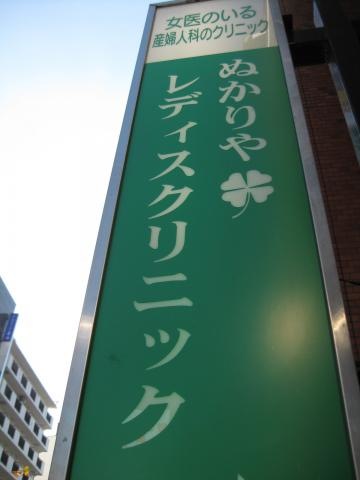 女医のいる
産婦人科のクリニック
ぬかりや
レディスクリニック